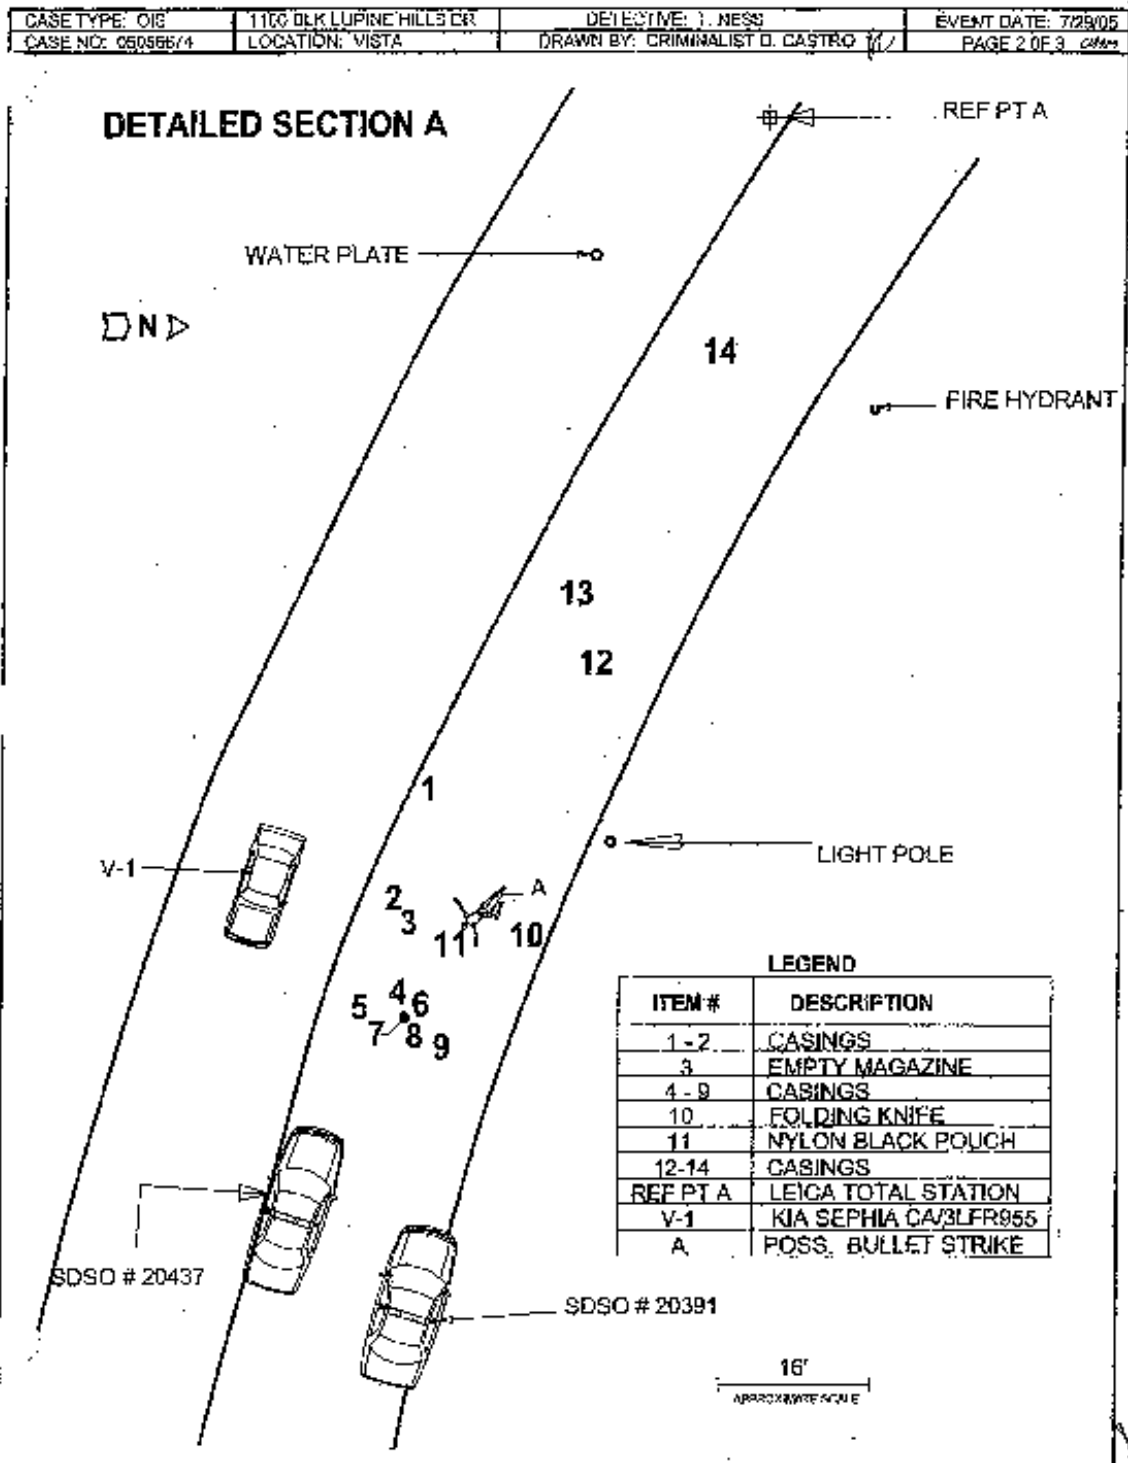 CASE TYPE: OIS
1100 BLK LUPINE HILLS DR
DETECTIVE: T. NESS
EVENT DATE: 7/29/05
CASE NO:
LOCATION: VISTA
DRAWN BY: CRIMINALIST D. CASTRO
PAGE 2 OF 3
DETAILED SECTION A
REF PT A
WATER PLATE
N
14
FIRE HYDRANT
13
12
1
V-1
LIGHT POLE
A
2
3
11
10
4
5
6
7
8
9
LEGEND
ITEM # DESCRIPTION
1 - 2 CASINGS
3 EMPTY MAGAZINE
4 - 9 CASINGS
10 FOLDING KNIFE
11 NYLON BLACK POUCH
12-14 CASINGS
REF PT A LEICA TOTAL STATION
V-1 KIA SEPHIA CA/3LFR955
A POSS. BULLET STRIKE
SDSO # 20437
SDSO # 20391
16'
APPROXIMATE SCALE